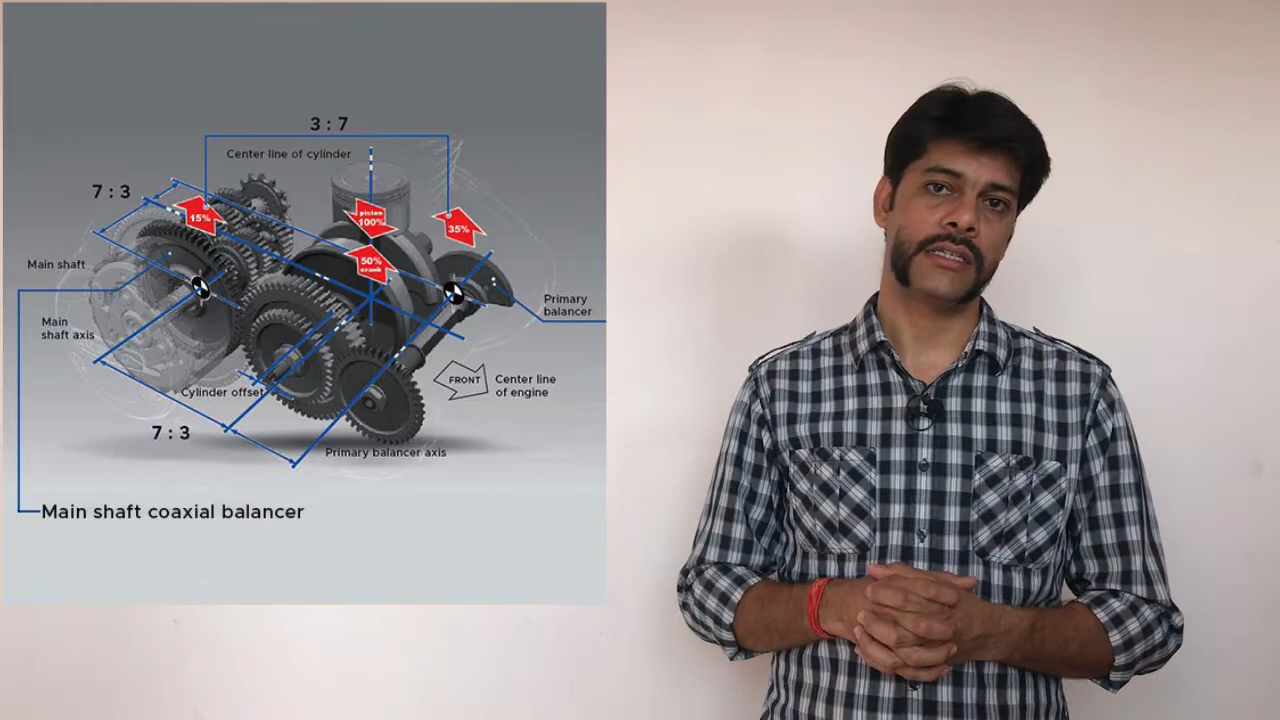 3 : 7
Center line of cylinder
7 : 3
15%
piston
100%
35%
50%
crank
Main shaft
Primary
balancer
Main
shaft axis
FRONT
Center line
of engine
Cylinder offset
7 : 3
Primary balancer axis
Main shaft coaxial balancer